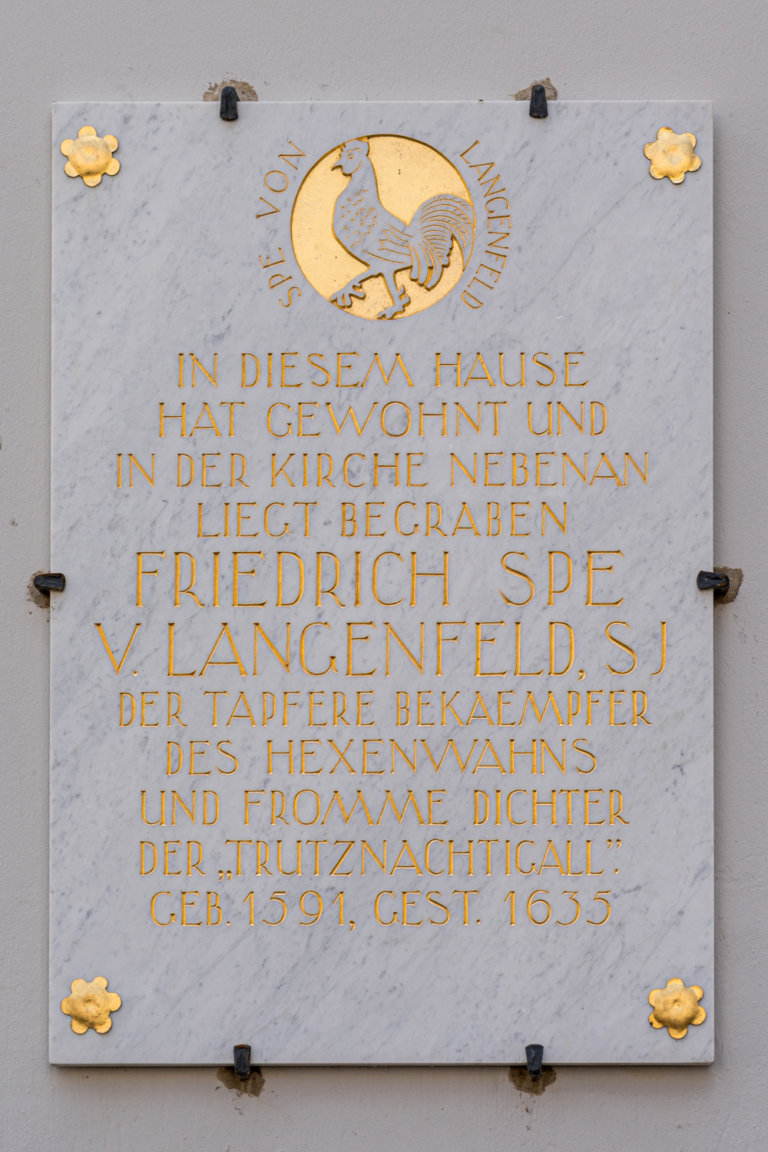 SPE VON LANGENFELD
IN DIESEM HAUSE
HAT GEWOHNT UND
IN DER KIRCHE NEBENAN
LIEGT BEGRABEN
FRIEDRICH SPE
V. LANGENFELD, SJ
DER TAPFERE BEKAEMPFER
DES HEXENWAHNS
UND FROMME DICHTER
DER „TRUTZNACHTIGALL”.
GEB. 1591, GEST. 1635